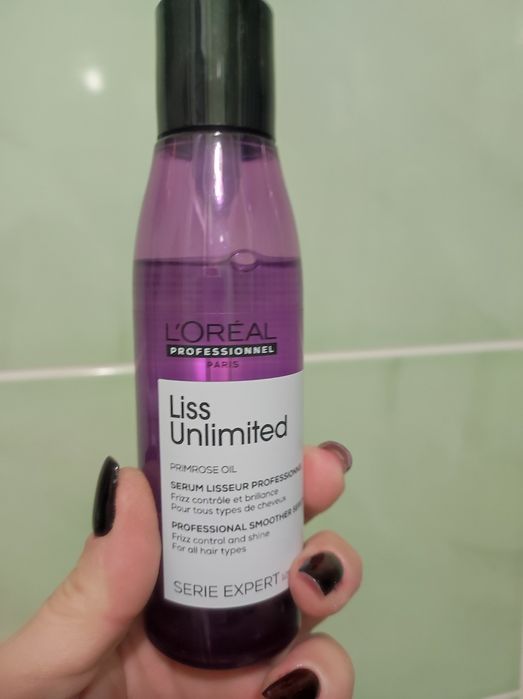 L'ORÉAL
PROFESSIONNEL
PARIS
Liss
Unlimited
PRIMROSE OIL
SERUM LISSEUR
Frizz contrôle et brillance
Pour tous types de cheveux
PROFESSIONAL SMOOTHER
Frizz control and shine
For all hair types
SERIE EXPERT